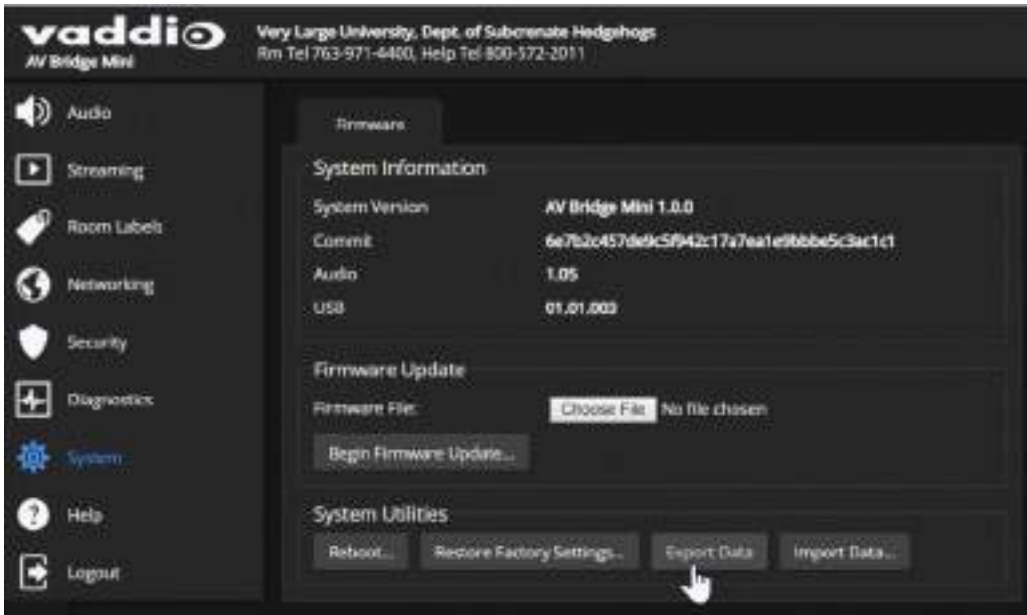 vaddio
AV Bridge Mini
Very Large University, Dept. of Subcrenate Hedgehogs
Rm Tel 763-971-4400, Help Tel 800-572-2011
Audio
Streaming
Room Labels
Networking
Security
Diagnostics
System
Help
Logout
Firmware
System Information
System Version AV Bridge Mini 1.0.0
Commit
Audio 1.05
USB 01.01.003
Firmware Update
Firmware File: Choose File No file chosen
Begin Firmware Update...
System Utilities
Reboot... Restore Factory Settings... Export Data Import Data...